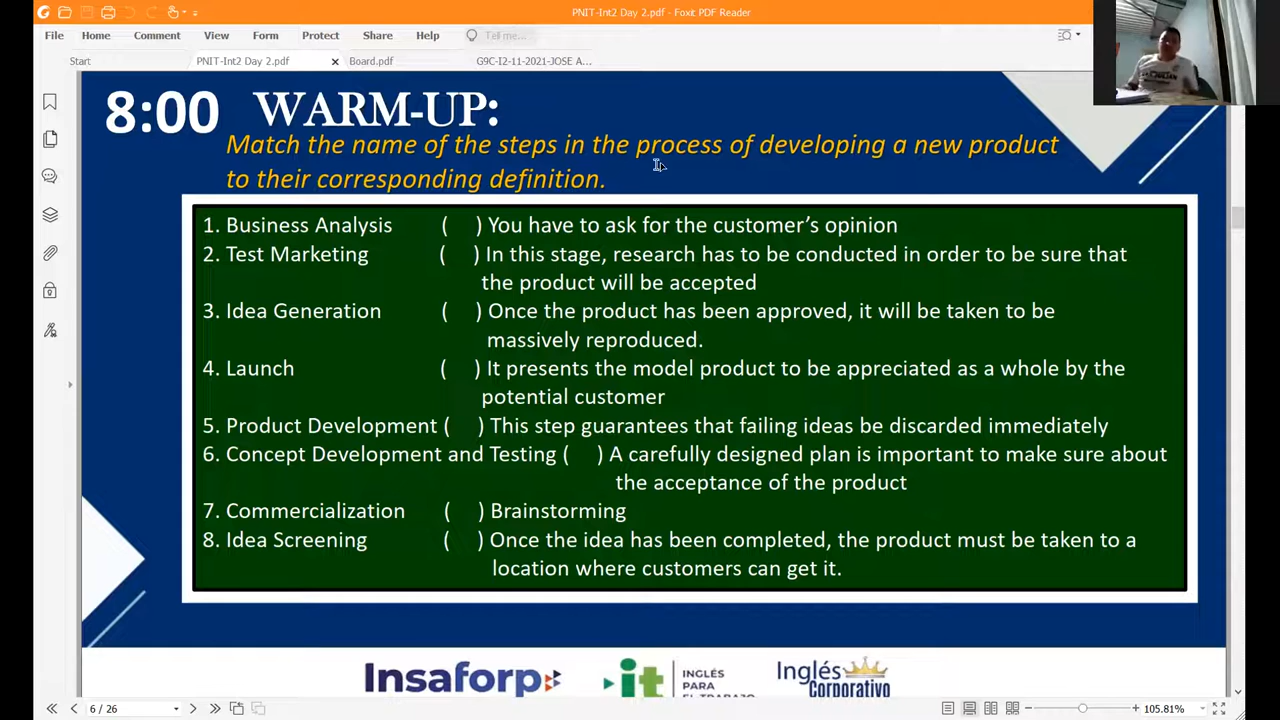 PNIT-Int2 Day 2.pdf - Foxit PDF Reader
File Home Comment View Form Protect Share Help Tell me...
Start PNIT-Int2 Day 2.pdf Board.pdf G9C-I2-11-2021-JOSE A...
8:00 WARM-UP:
Match the name of the steps in the process of developing a new product
to their corresponding definition.
1. Business Analysis ( ) You have to ask for the customer’s opinion
2. Test Marketing ( ) In this stage, research has to be conducted in order to be sure that
the product will be accepted
3. Idea Generation ( ) Once the product has been approved, it will be taken to be
massively reproduced.
4. Launch ( ) It presents the model product to be appreciated as a whole by the
potential customer
5. Product Development ( ) This step guarantees that failing ideas be discarded immediately
6. Concept Development and Testing ( ) A carefully designed plan is important to make sure about
the acceptance of the product
7. Commercialization ( ) Brainstorming
8. Idea Screening ( ) Once the idea has been completed, the product must be taken to a
location where customers can get it.
Insaforp it INGLÉS
PARA
EL TRABAJO
Inglés
Corporativo
6 / 26 105.81%